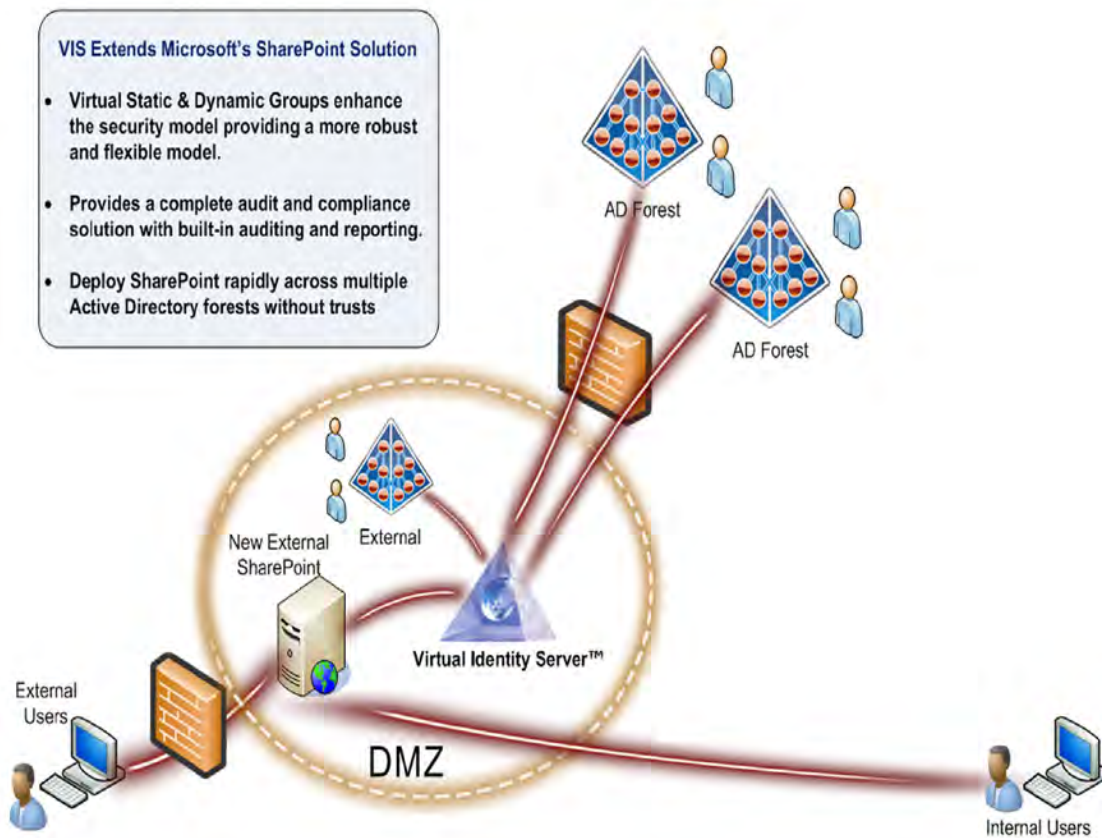 VIS Extends Microsoft's SharePoint Solution
• Virtual Static & Dynamic Groups enhance
the security model providing a more robust
and flexible model.
• Provides a complete audit and compliance
solution with built-in auditing and reporting.
• Deploy SharePoint rapidly across multiple
Active Directory forests without trusts
AD Forest
AD Forest
External
New External
SharePoint
Virtual Identity Server™
External
Users
DMZ
Internal Users